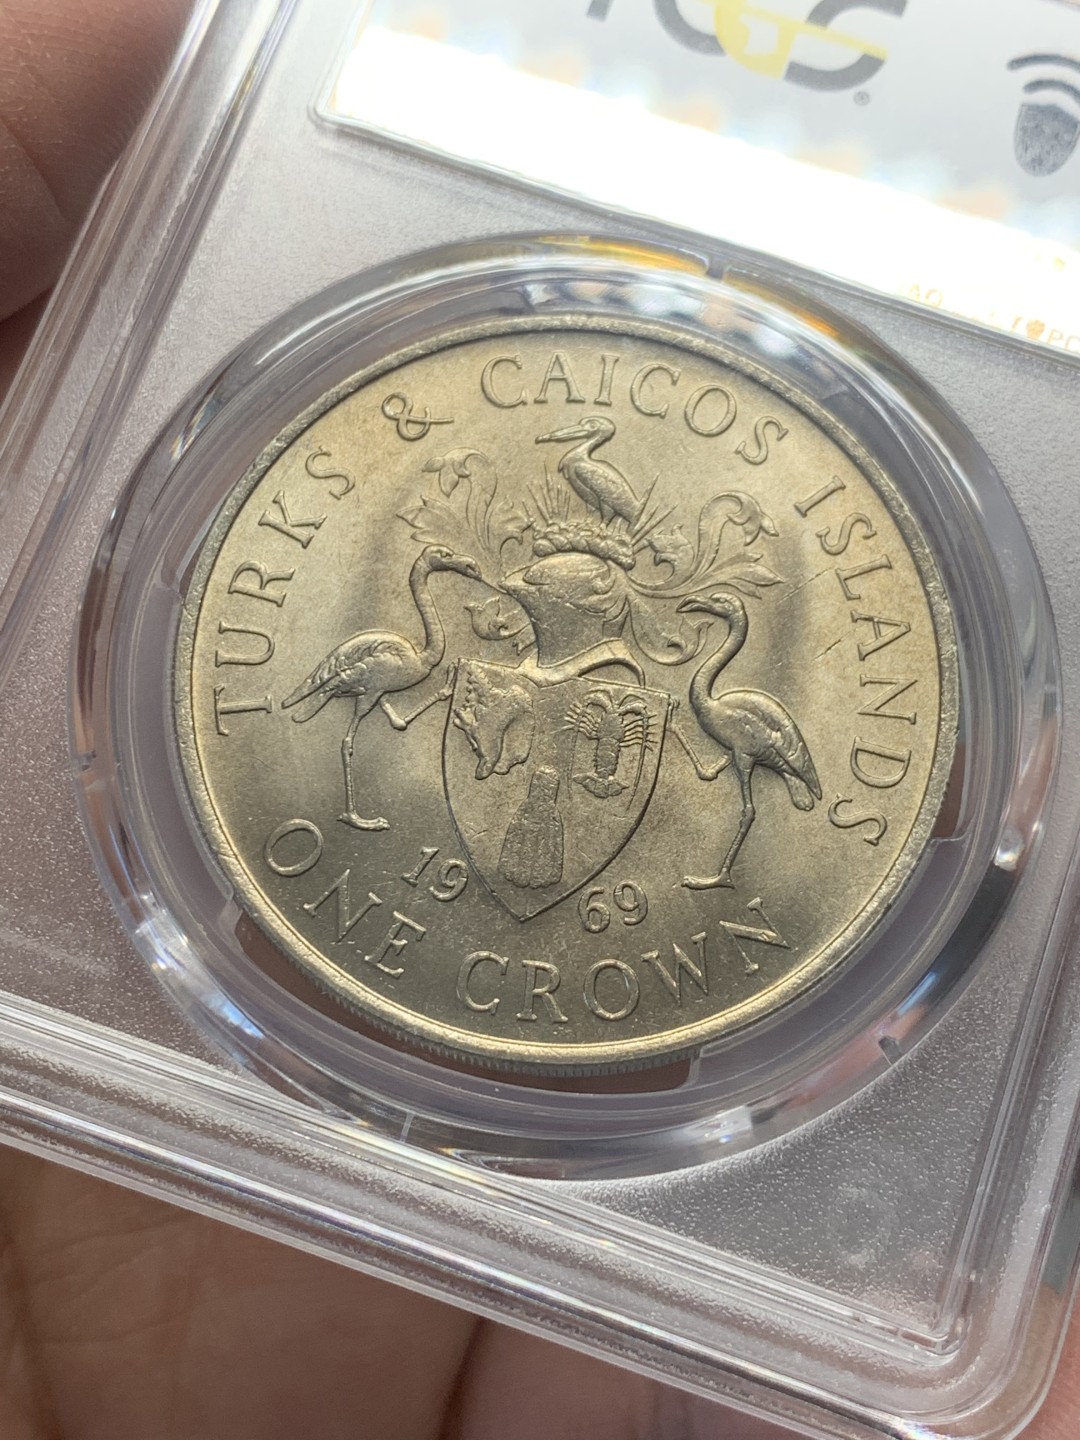 TURKS & CAICOS ISLANDS
19 69
ONE CROWN